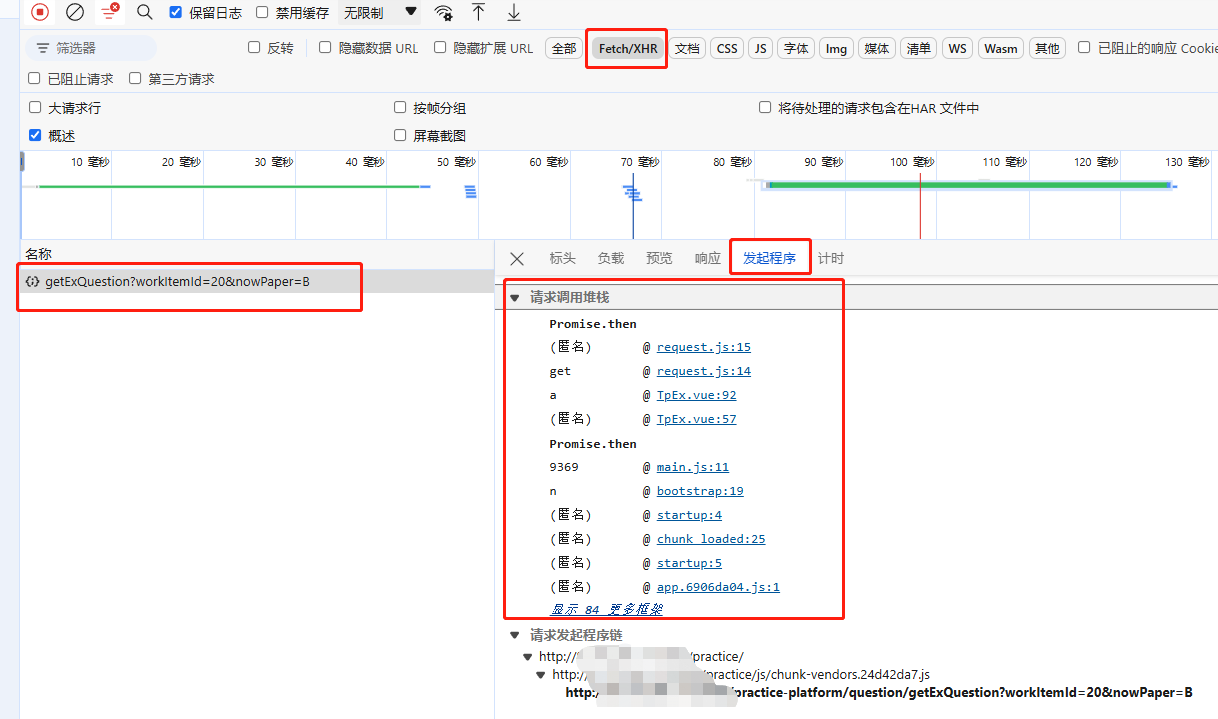 保留日志 禁用缓存 无限制
筛选器 反转 隐藏数据 URL 隐藏扩展 URL 全部 Fetch/XHR 文档 CSS JS 字体 Img 媒体 清单 WS Wasm 其他 已阻止的响应 Cookie
已阻止请求 第三方请求
大请求行 按帧分组 将待处理的请求包含在HAR 文件中
概述 屏幕截图
10 毫秒 20 毫秒 30 毫秒 40 毫秒 50 毫秒 60 毫秒 70 毫秒 80 毫秒 90 毫秒 100 毫秒 110 毫秒 120 毫秒 130 毫秒
名称 标头 负载 预览 响应 发起程序 计时
getExQuestion?workItemId=20&nowPaper=B
请求调用堆栈
Promise.then
(匿名) @ request.js:15
get @ request.js:14
a @ TpEx.vue:92
(匿名) @ TpEx.vue:57
Promise.then
9369 @ main.js:11
n @ bootstrap:19
(匿名) @ startup:4
(匿名) @ chunk loaded:25
(匿名) @ startup:5
(匿名) @ app.6906da04.js:1
显示 84 更多框架
请求发起程序链
http:/ /practice/
http:/ practice/js/chunk-vendors.24d42da7.js
http:/ practice-platform/question/getExQuestion?workItemId=20&nowPaper=B